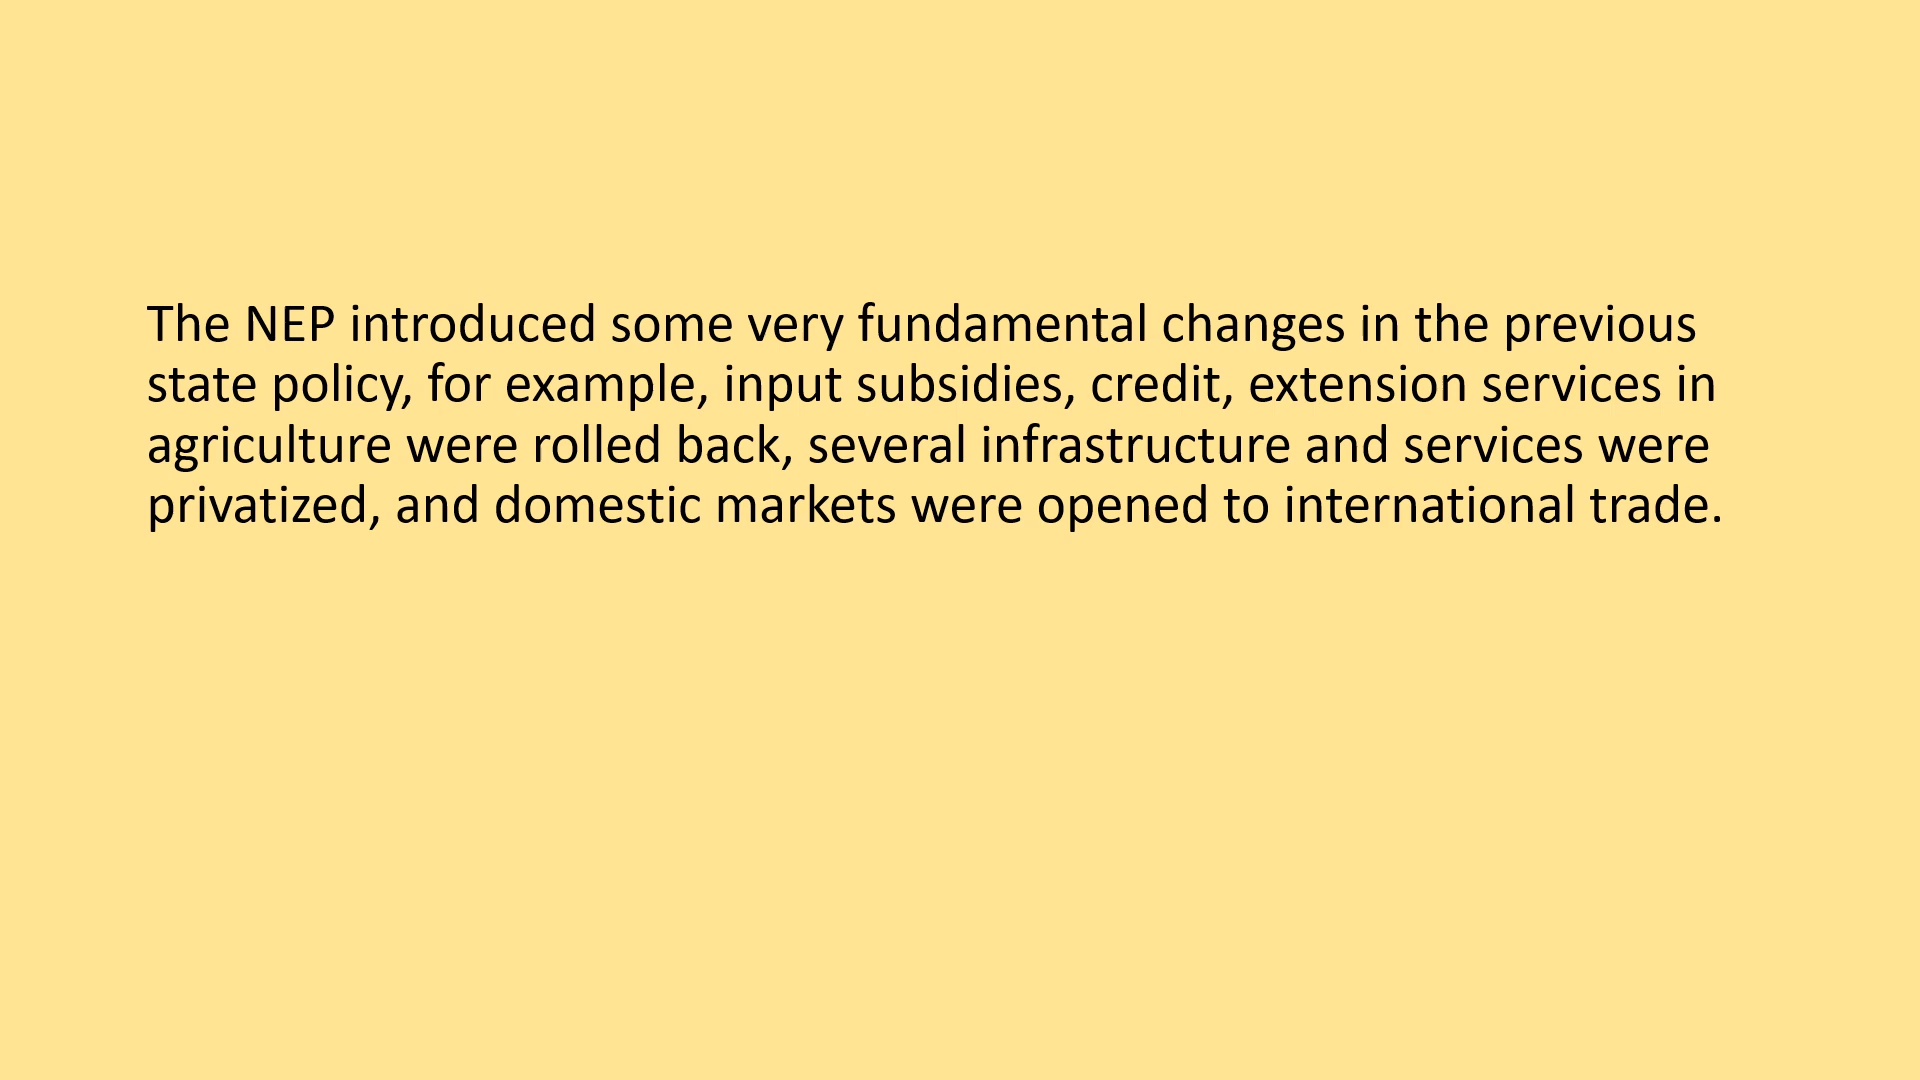 The NEP introduced some very fundamental changes in the previous
state policy, for example, input subsidies, credit, extension services in
agriculture were rolled back, several infrastructure and services were
privatized, and domestic markets were opened to international trade.